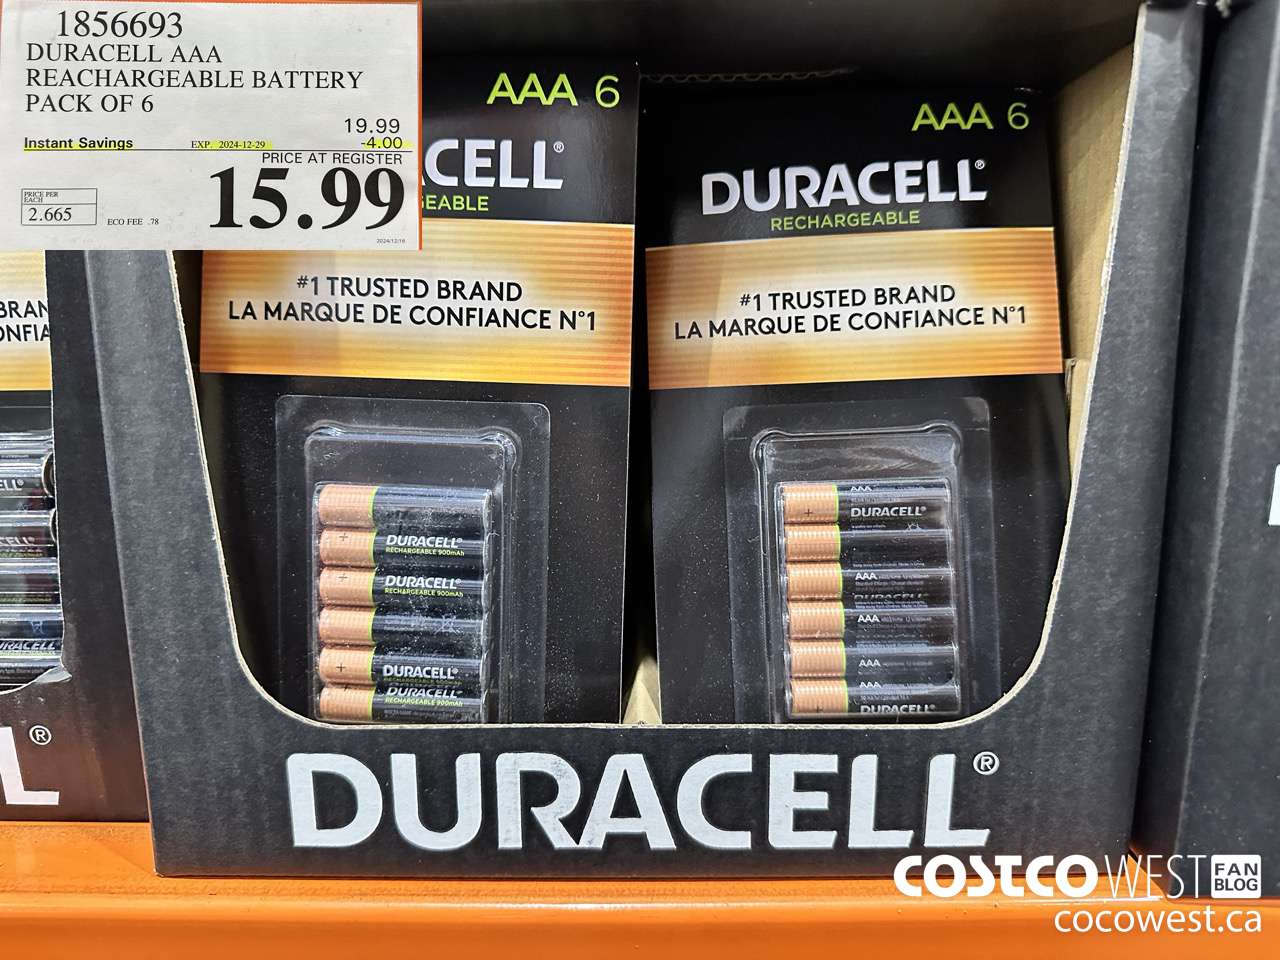 1856693
DURACELL AAA
REACHARGEABLE BATTERY
PACK OF 6
19.99
Instant Savings EXP. 2024-12-29 -4.00
PRICE AT REGISTER
15.99
PRICE PER
EACH
2.665
ECO FEE .78
2024/12/16
AAA 6
CELL®
EABLE
#1 TRUSTED BRAND
LA MARQUE DE CONFIANCE N°1
AAA 6
DURACELL®
RECHARGEABLE
#1 TRUSTED BRAND
LA MARQUE DE CONFIANCE N°1
BRAN
ONFIA
DURACELL®
RECHARGEABLE 900mAh
DURACELL®
RECHARGEABLE 900mAh
DURACELL®
DURACELL®
RECHARGEABLE 900mAh
AAA
DURACELL®
AAA
DURACELL
AAA
AAA
AAA
DURACELL®
L®
DURACELL®
COSTCO WEST FAN BLOG
cocowest.ca